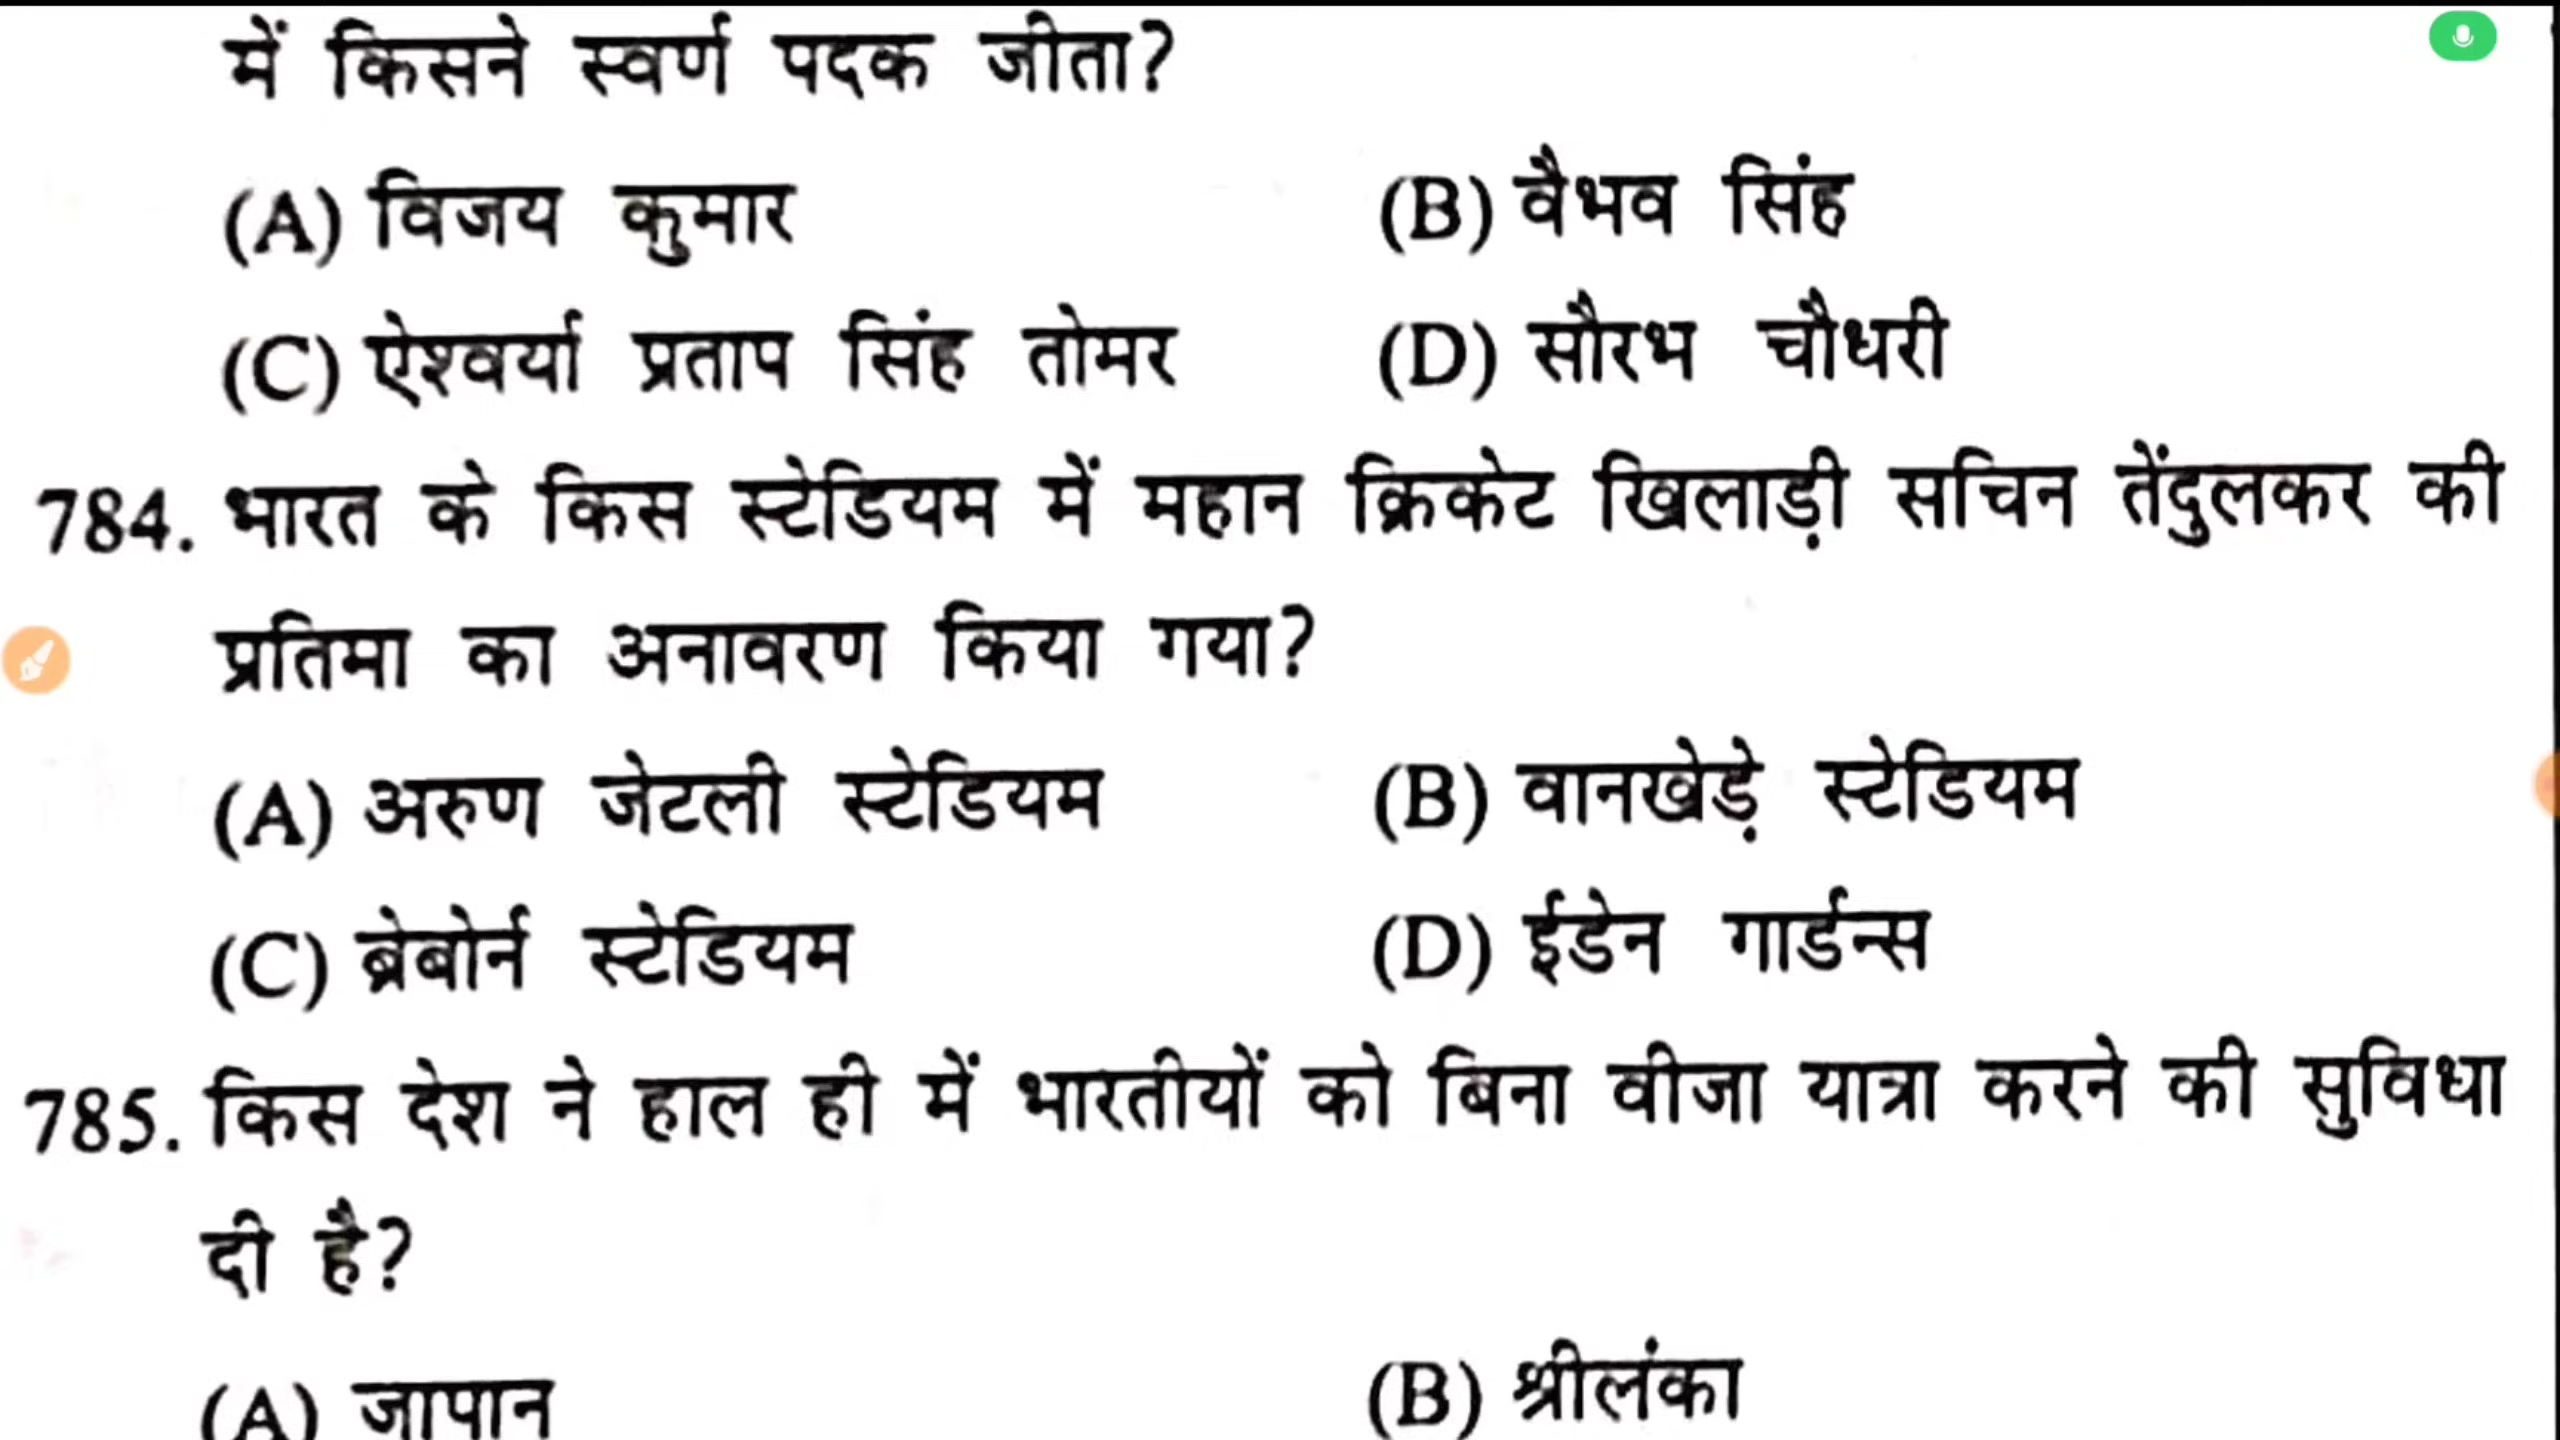 में किसने स्वर्ण पदक जीता?
(A) विजय कुमार (B) वैभव सिंह
(C) ऐश्वर्या प्रताप सिंह तोमर (D) सौरभ चौधरी
784. भारत के किस स्टेडियम में महान क्रिकेट खिलाड़ी सचिन तेंदुलकर की
प्रतिमा का अनावरण किया गया?
(A) अरुण जेटली स्टेडियम (B) वानखेड़े स्टेडियम
(C) ब्रेबोर्न स्टेडियम (D) ईडेन गार्डन्स
785. किस देश ने हाल ही में भारतीयों को बिना वीजा यात्रा करने की सुविधा
दी है?
(A) जापान (B) श्रीलंका